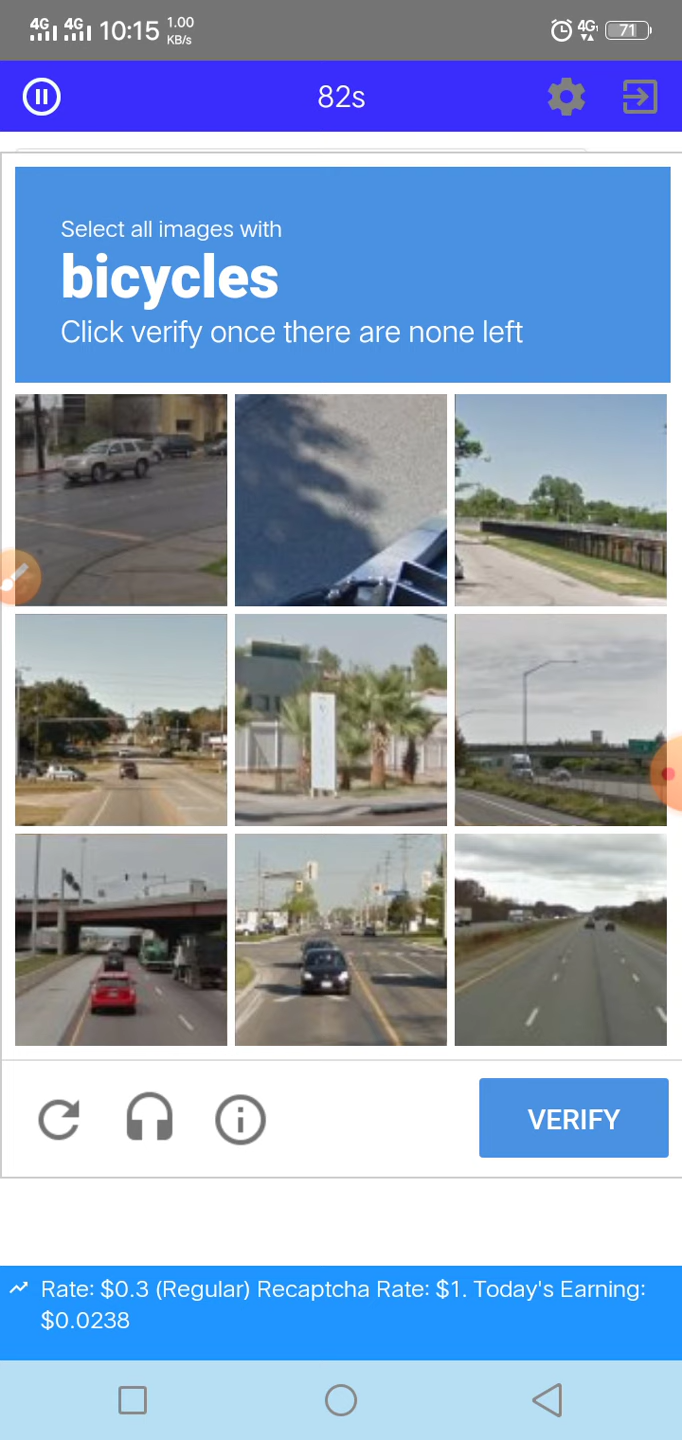 4G 4G 10:15 1.00 KB/s 4G 71
82s
Select all images with
bicycles
Click verify once there are none left
VERIFY
Rate: $0.3 (Regular) Recaptcha Rate: $1. Today's Earning:
$0.0238